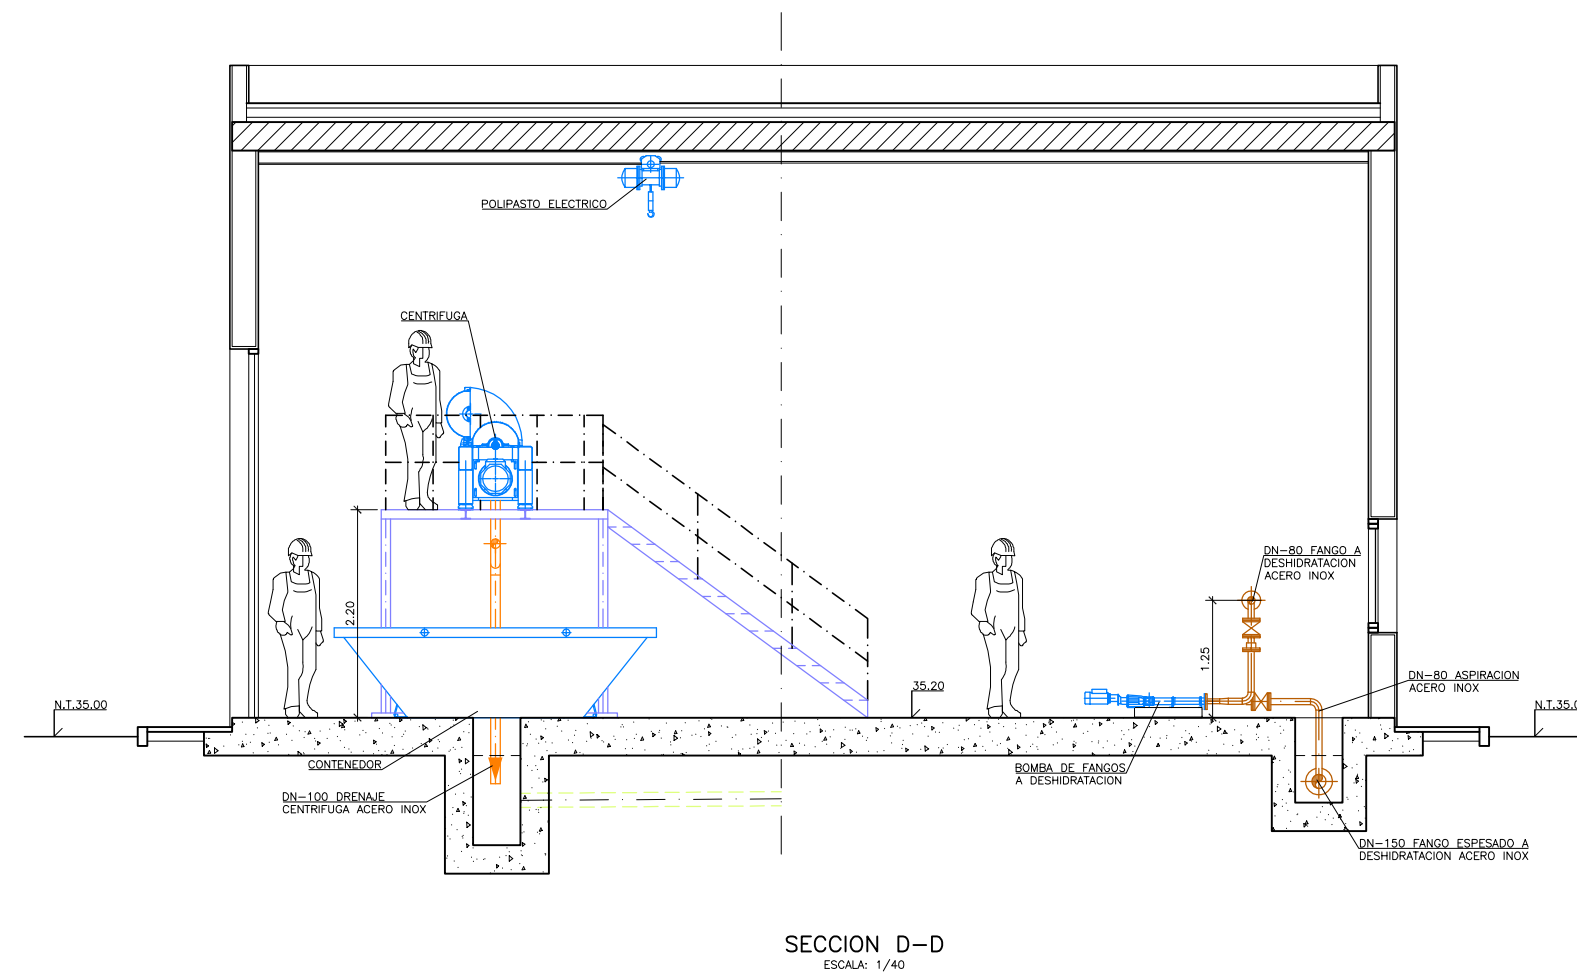 POLIPASTO ELECTRICO
CENTRIFUGA
2.20
DN-80 FANGO A
DESHIDRATACION
ACERO INOX
1.25
DN-80 ASPIRACION
ACERO INOX
35.20
N.T.35.00
N.T.35.0
CONTENEDOR
BOMBA DE FANGOS
A DESHIDRATACION
DN-100 DRENAJE
CENTRIFUGA ACERO INOX
DN-150 FANGO ESPESADO A
DESHIDRATACION ACERO INOX
SECCION D-D
ESCALA: 1/40